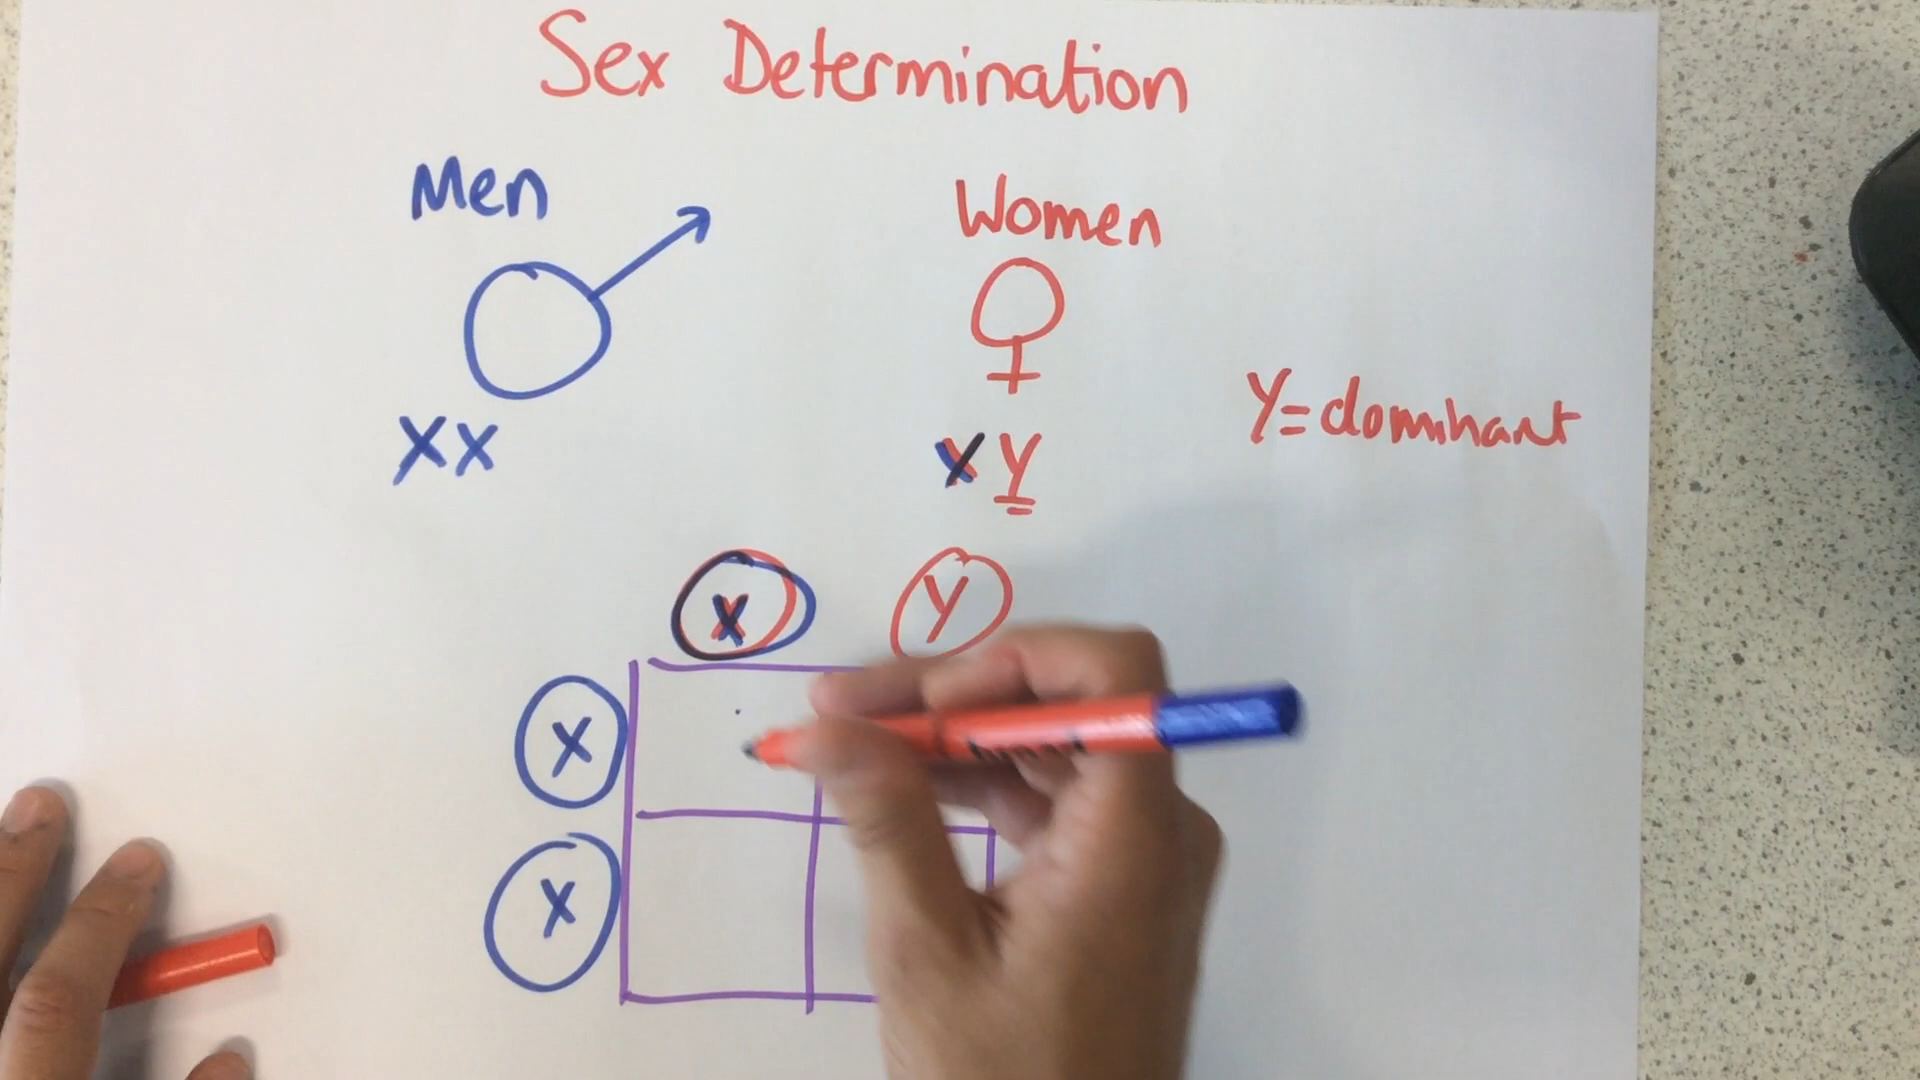 Sex Determination
Men
Women
XX
XY
Y=dominant
X
Y
X
X